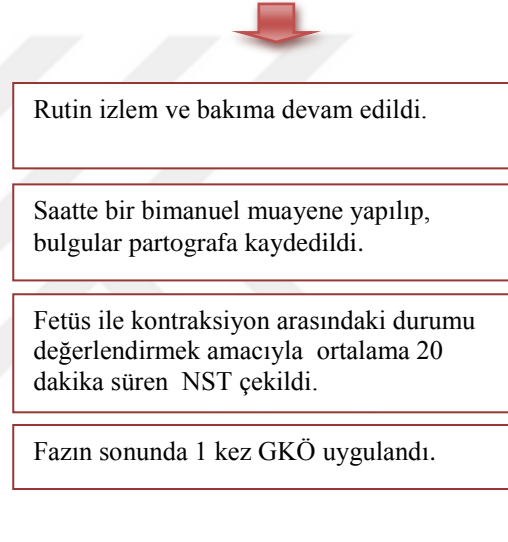 Rutin izlem ve bakıma devam edildi.
Saatte bir bimanuel muayene yapılıp,
bulgular partografa kaydedildi.
Fetüs ile kontraksiyon arasındaki durumu
değerlendirmek amacıyla ortalama 20
dakika süren NST çekildi.
Fazın sonunda 1 kez GKÖ uygulandı.